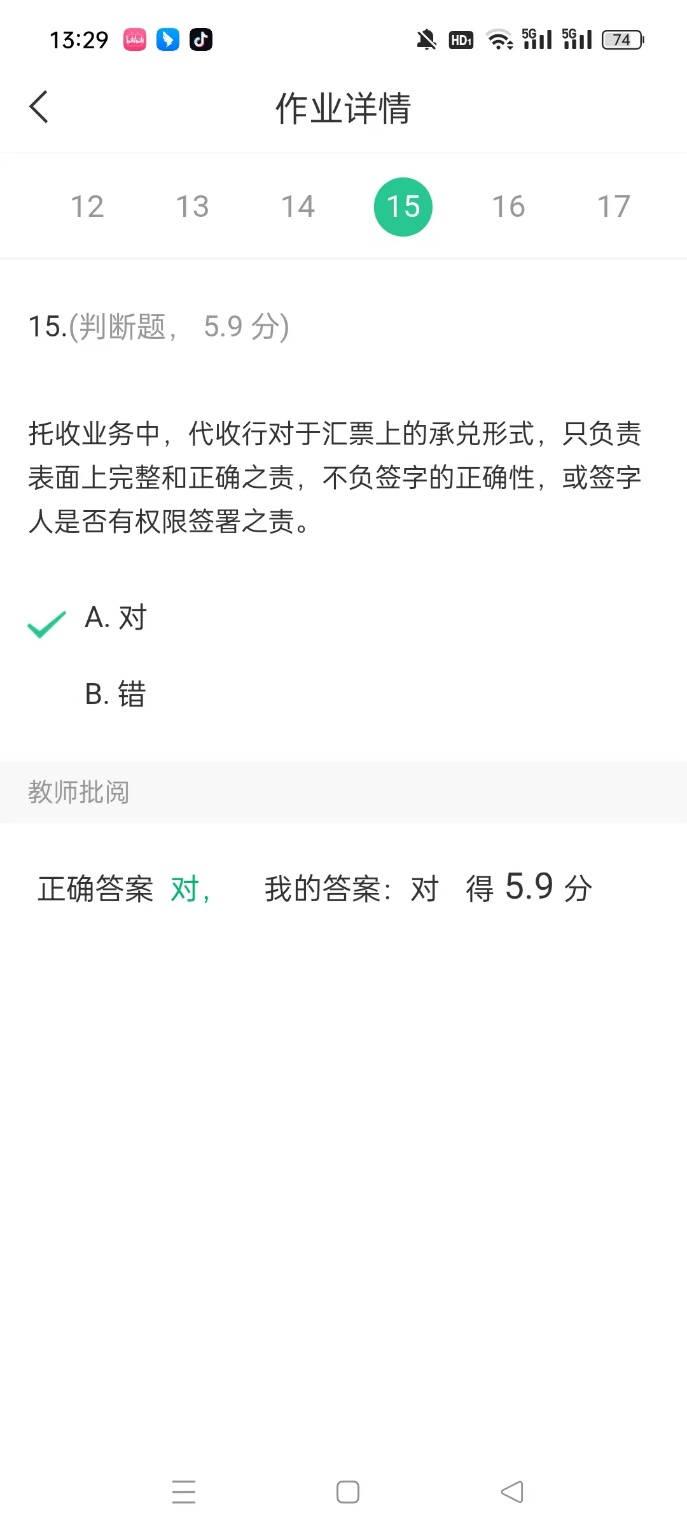 13:29
HD1 5G 5G 74
作业详情
12 13 14 15 16 17
15.(判断题， 5.9 分)
托收业务中，代收行对于汇票上的承兑形式，只负责
表面上完整和正确之责，不负签字的正确性，或签字
人是否有权限签署之责。
A. 对
B. 错
教师批阅
正确答案 对， 我的答案：对 得 5.9 分